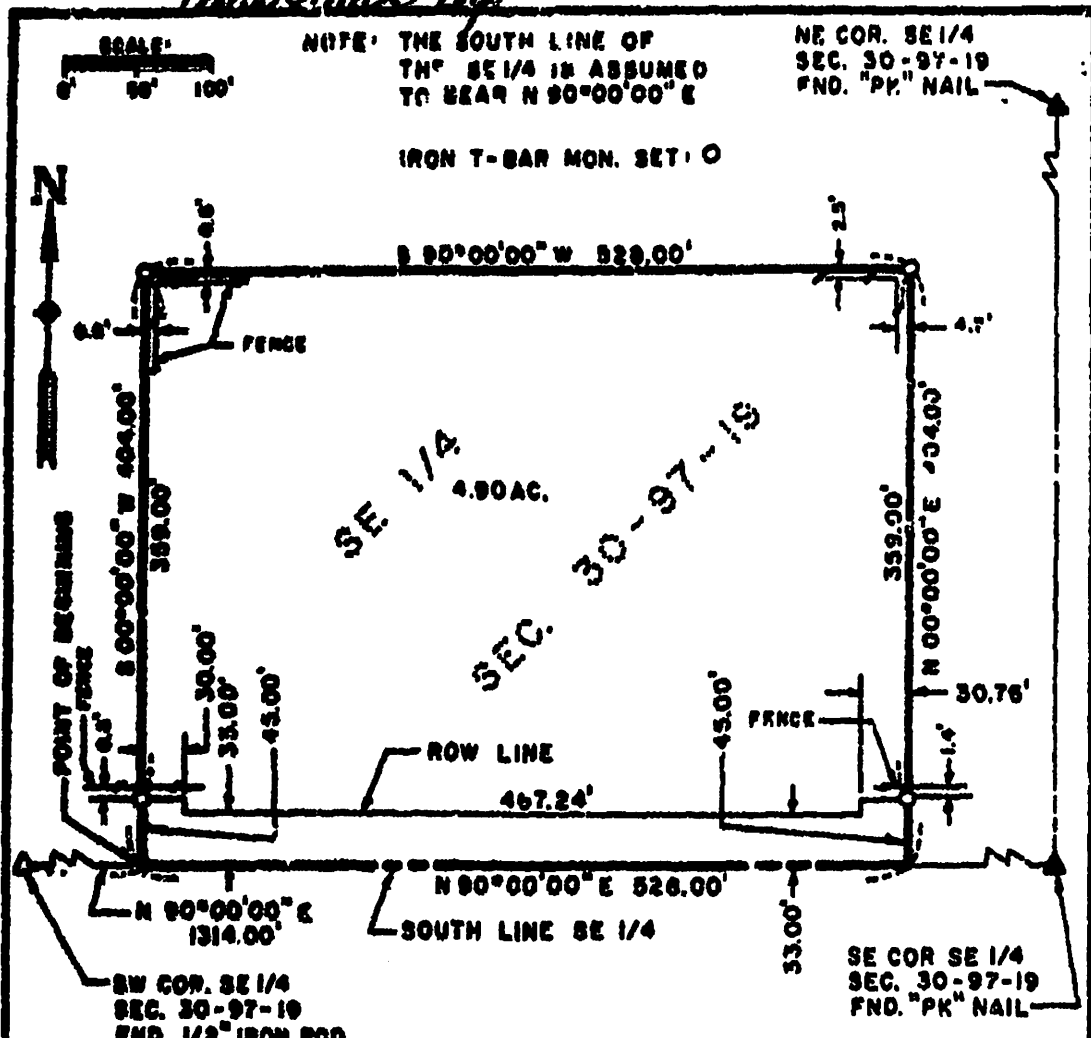 SCALE:
0' 50' 100'
NOTE: THE SOUTH LINE OF
THE SE 1/4 IS ASSUMED
TO BEAR N 90°00'00" E
IRON T-BAR MON. SET: O
NE COR. SE 1/4
SEC. 30-97-19
FND. "PK" NAIL
N
S 90°00'00" W 528.00'
2.5'
4.7'
FENCE
S 00°00'00" W 404.00'
359.00'
SE 1/4
4.90 AC.
SEC. 30-97-19
359.00'
N 00°00'00" E 404.00'
POINT OF BEGINNING
FENCE
30.00'
33.00'
45.00'
ROW LINE
467.24'
45.00'
FENCE
30.76'
1.4'
N 90°00'00" E 528.00'
N 90°00'00" E
1314.00'
SOUTH LINE SE 1/4
33.00'
SW COR. SE 1/4
SEC. 30-97-19
FND. 1/2" IRON ROD
SE COR SE 1/4
SEC. 30-97-19
FND. "PK" NAIL